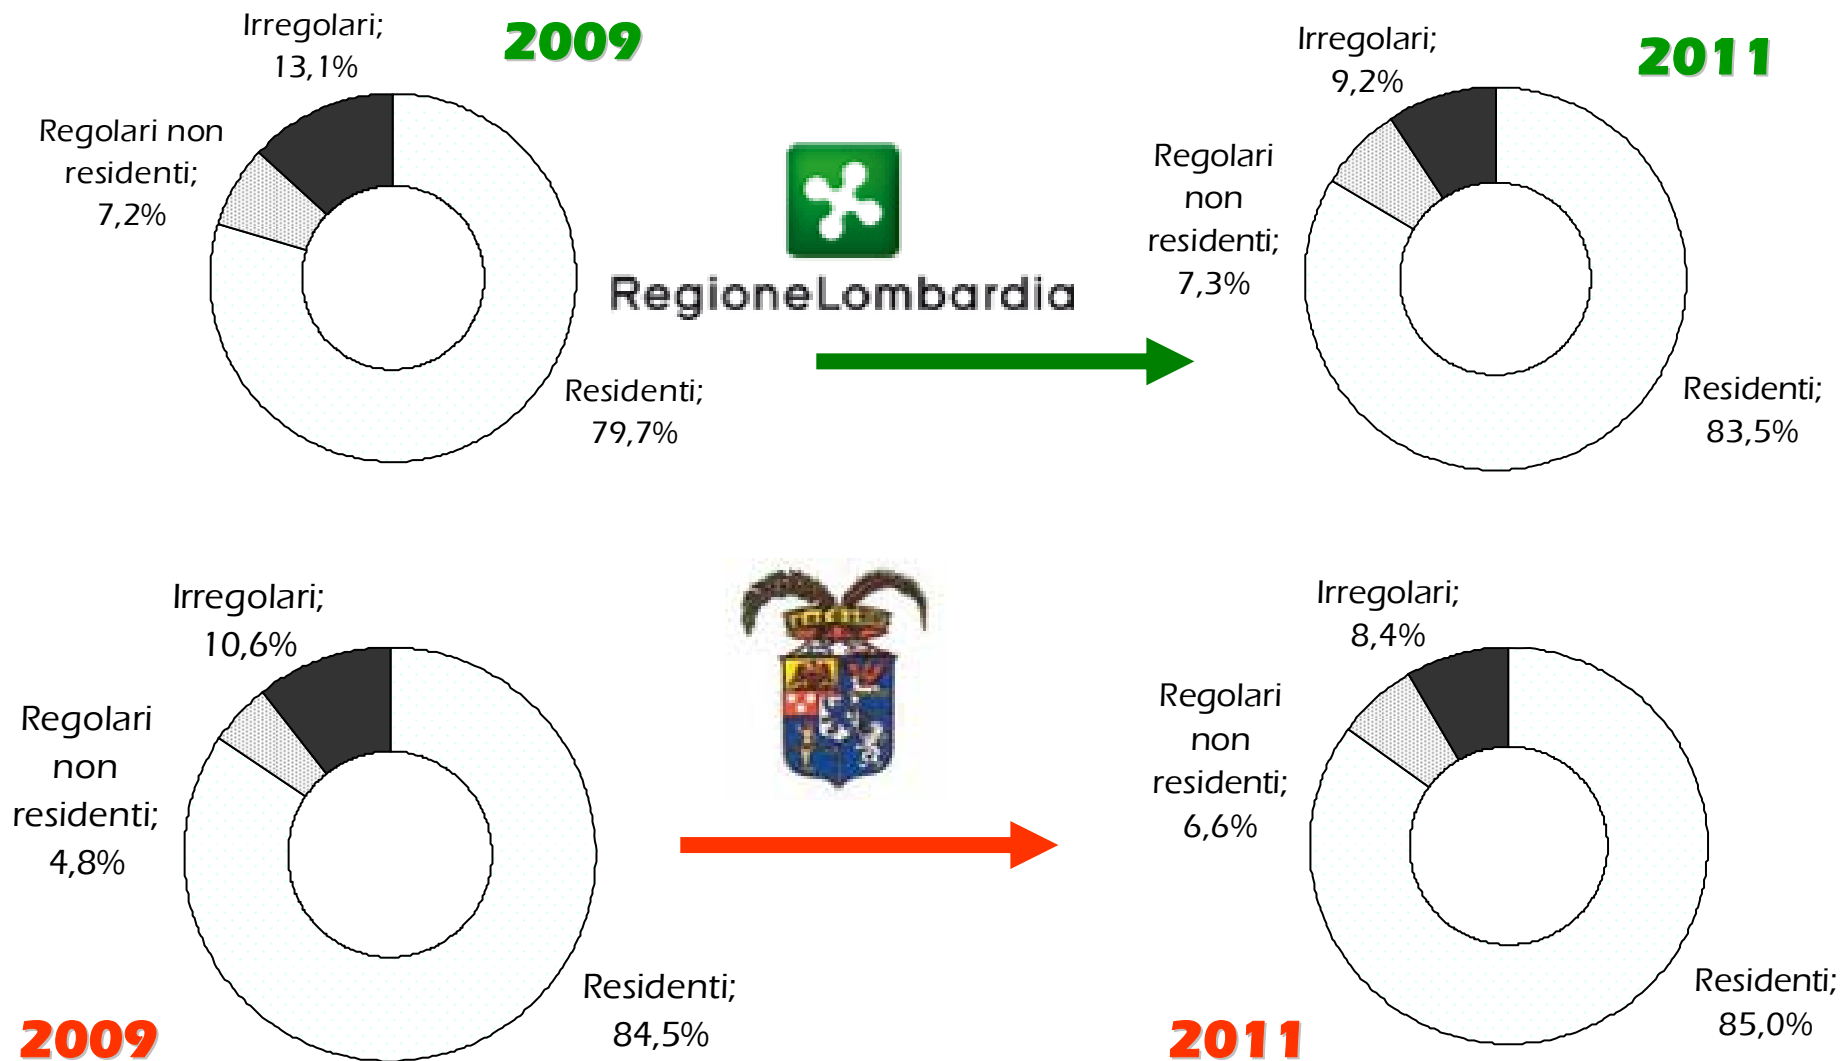 Irregolari;
13,1%
2009
Regolari non
residenti;
7,2%
Residenti;
79,7%
RegioneLombardia
Irregolari;
9,2%
2011
Regolari
non
residenti;
7,3%
Residenti;
83,5%
Irregolari;
10,6%
Regolari
non
residenti;
4,8%
Residenti;
84,5%
2009
Irregolari;
8,4%
Regolari
non
residenti;
6,6%
Residenti;
85,0%
2011